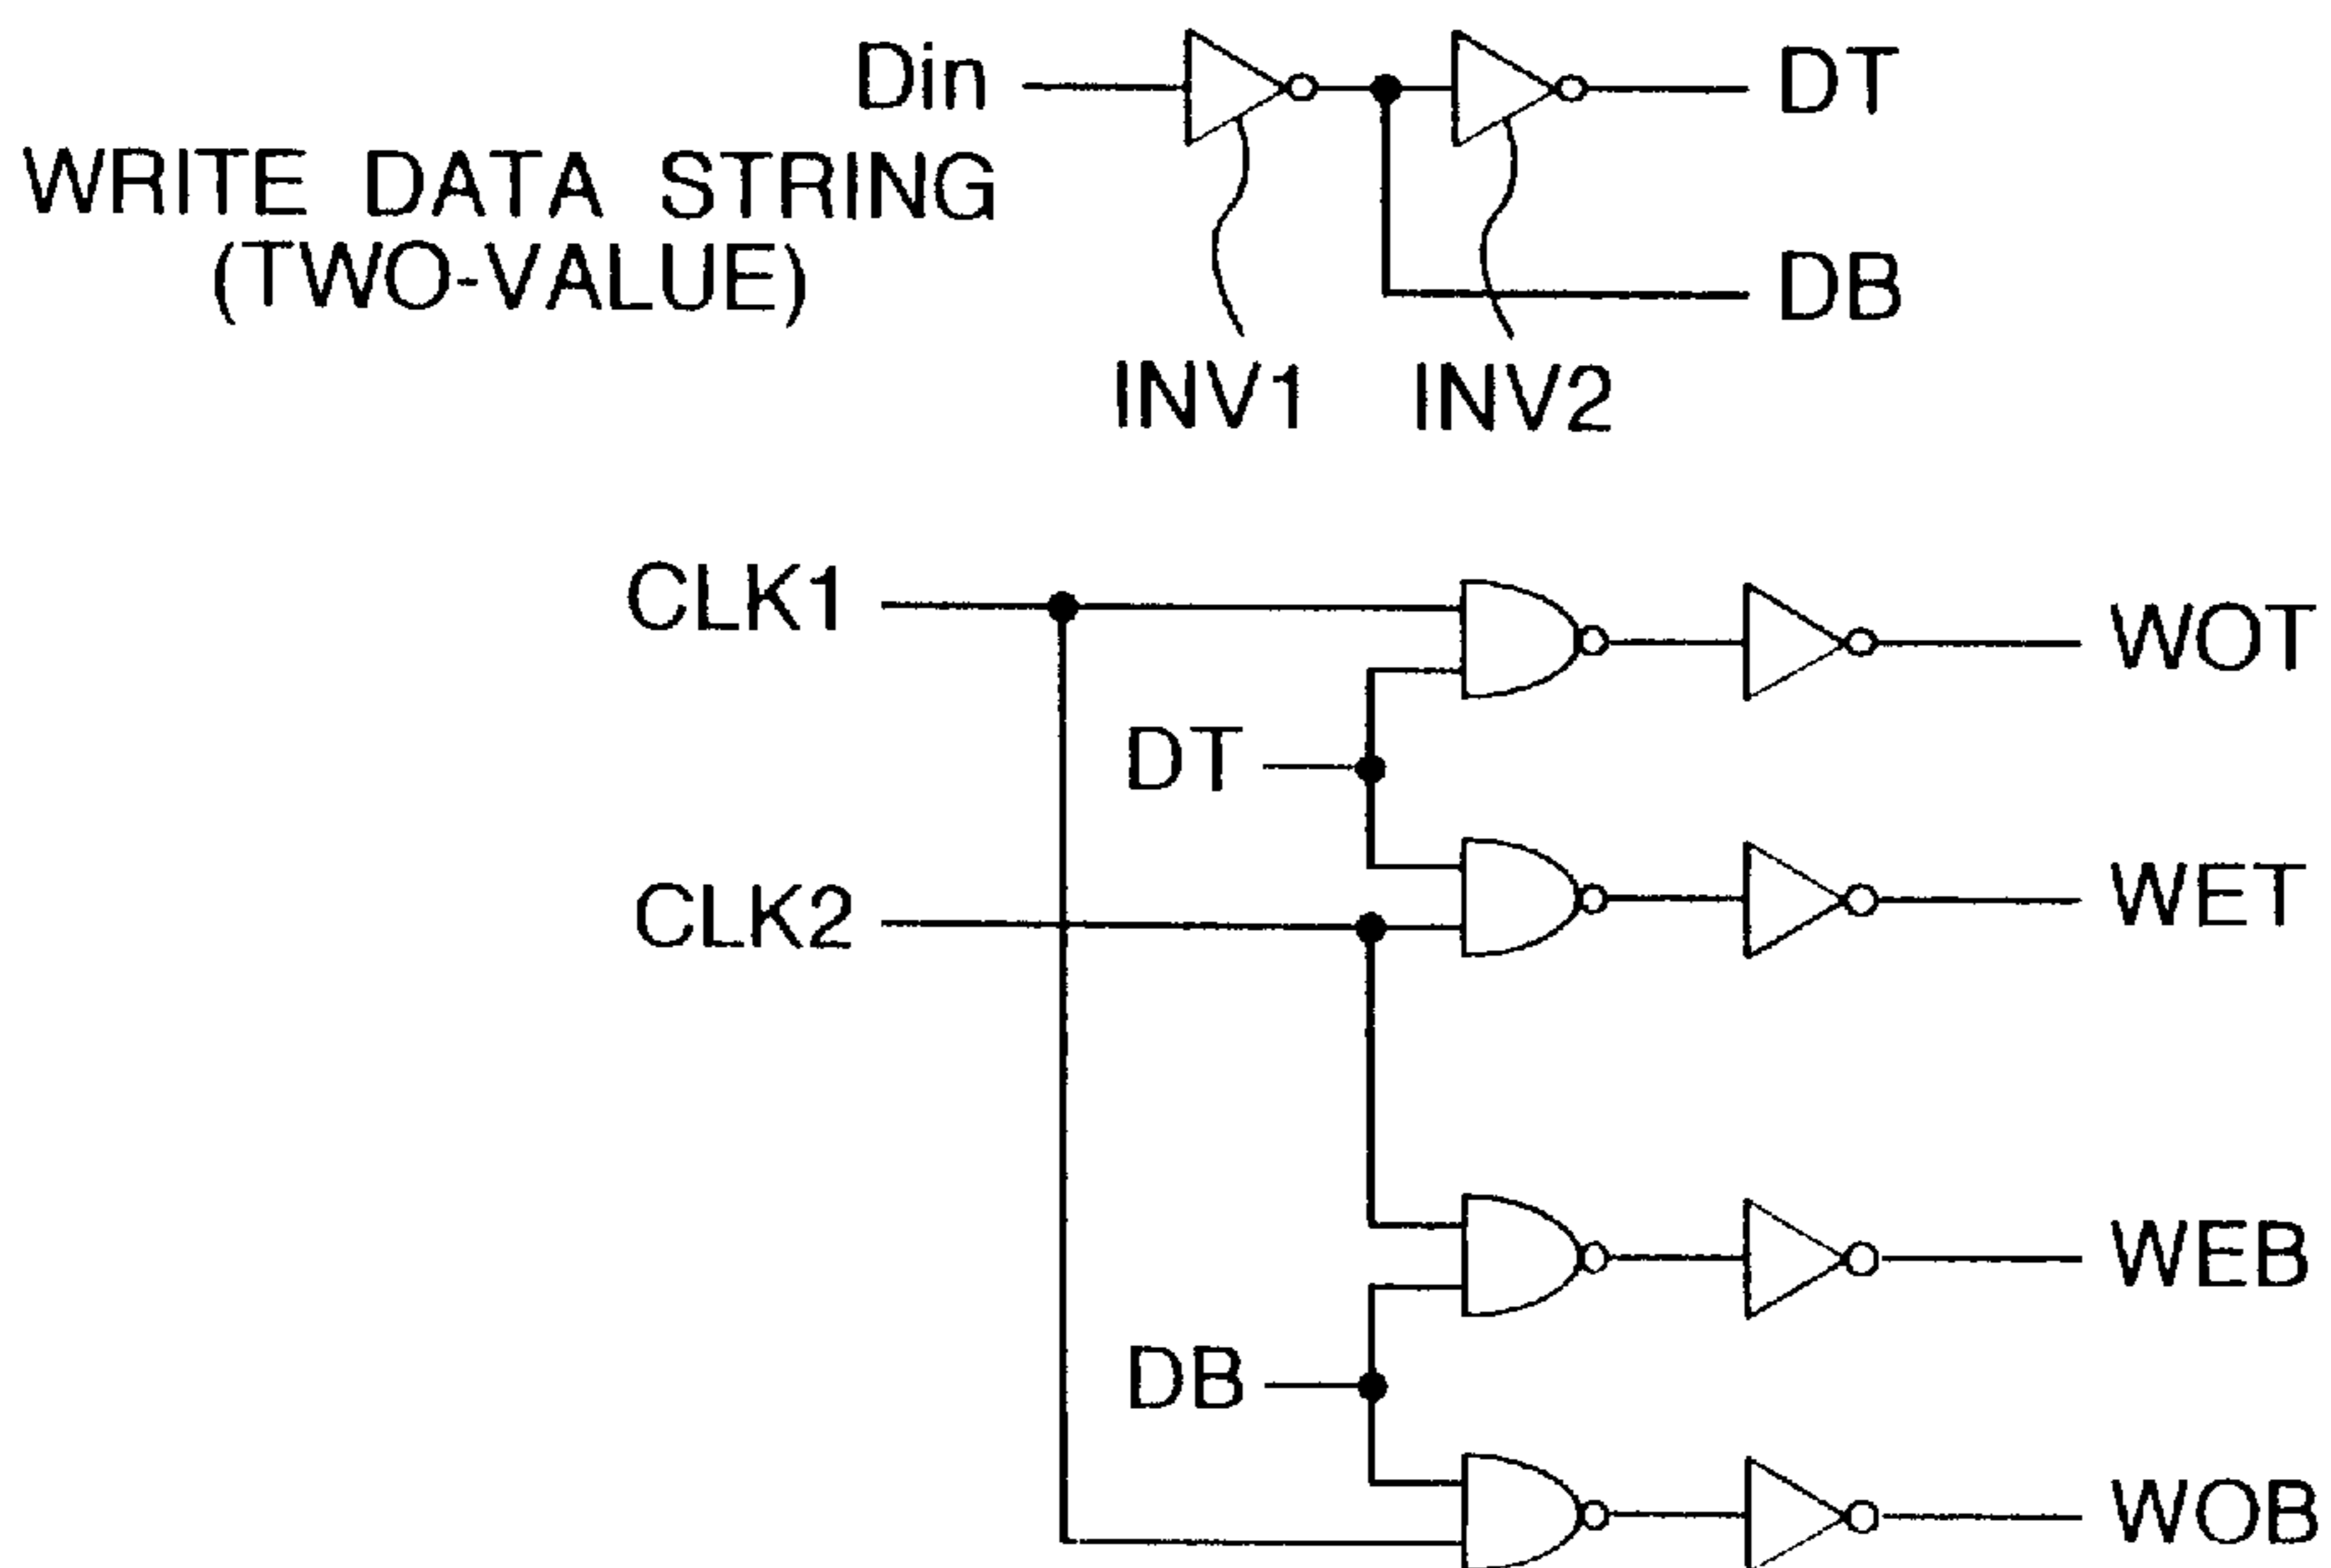 Din
DT
WRITE DATA STRING
(TWO-VALUE)
DB
INV1
INV2
CLK1
WOT
DT
CLK2
WET
WEB
DB
WOB